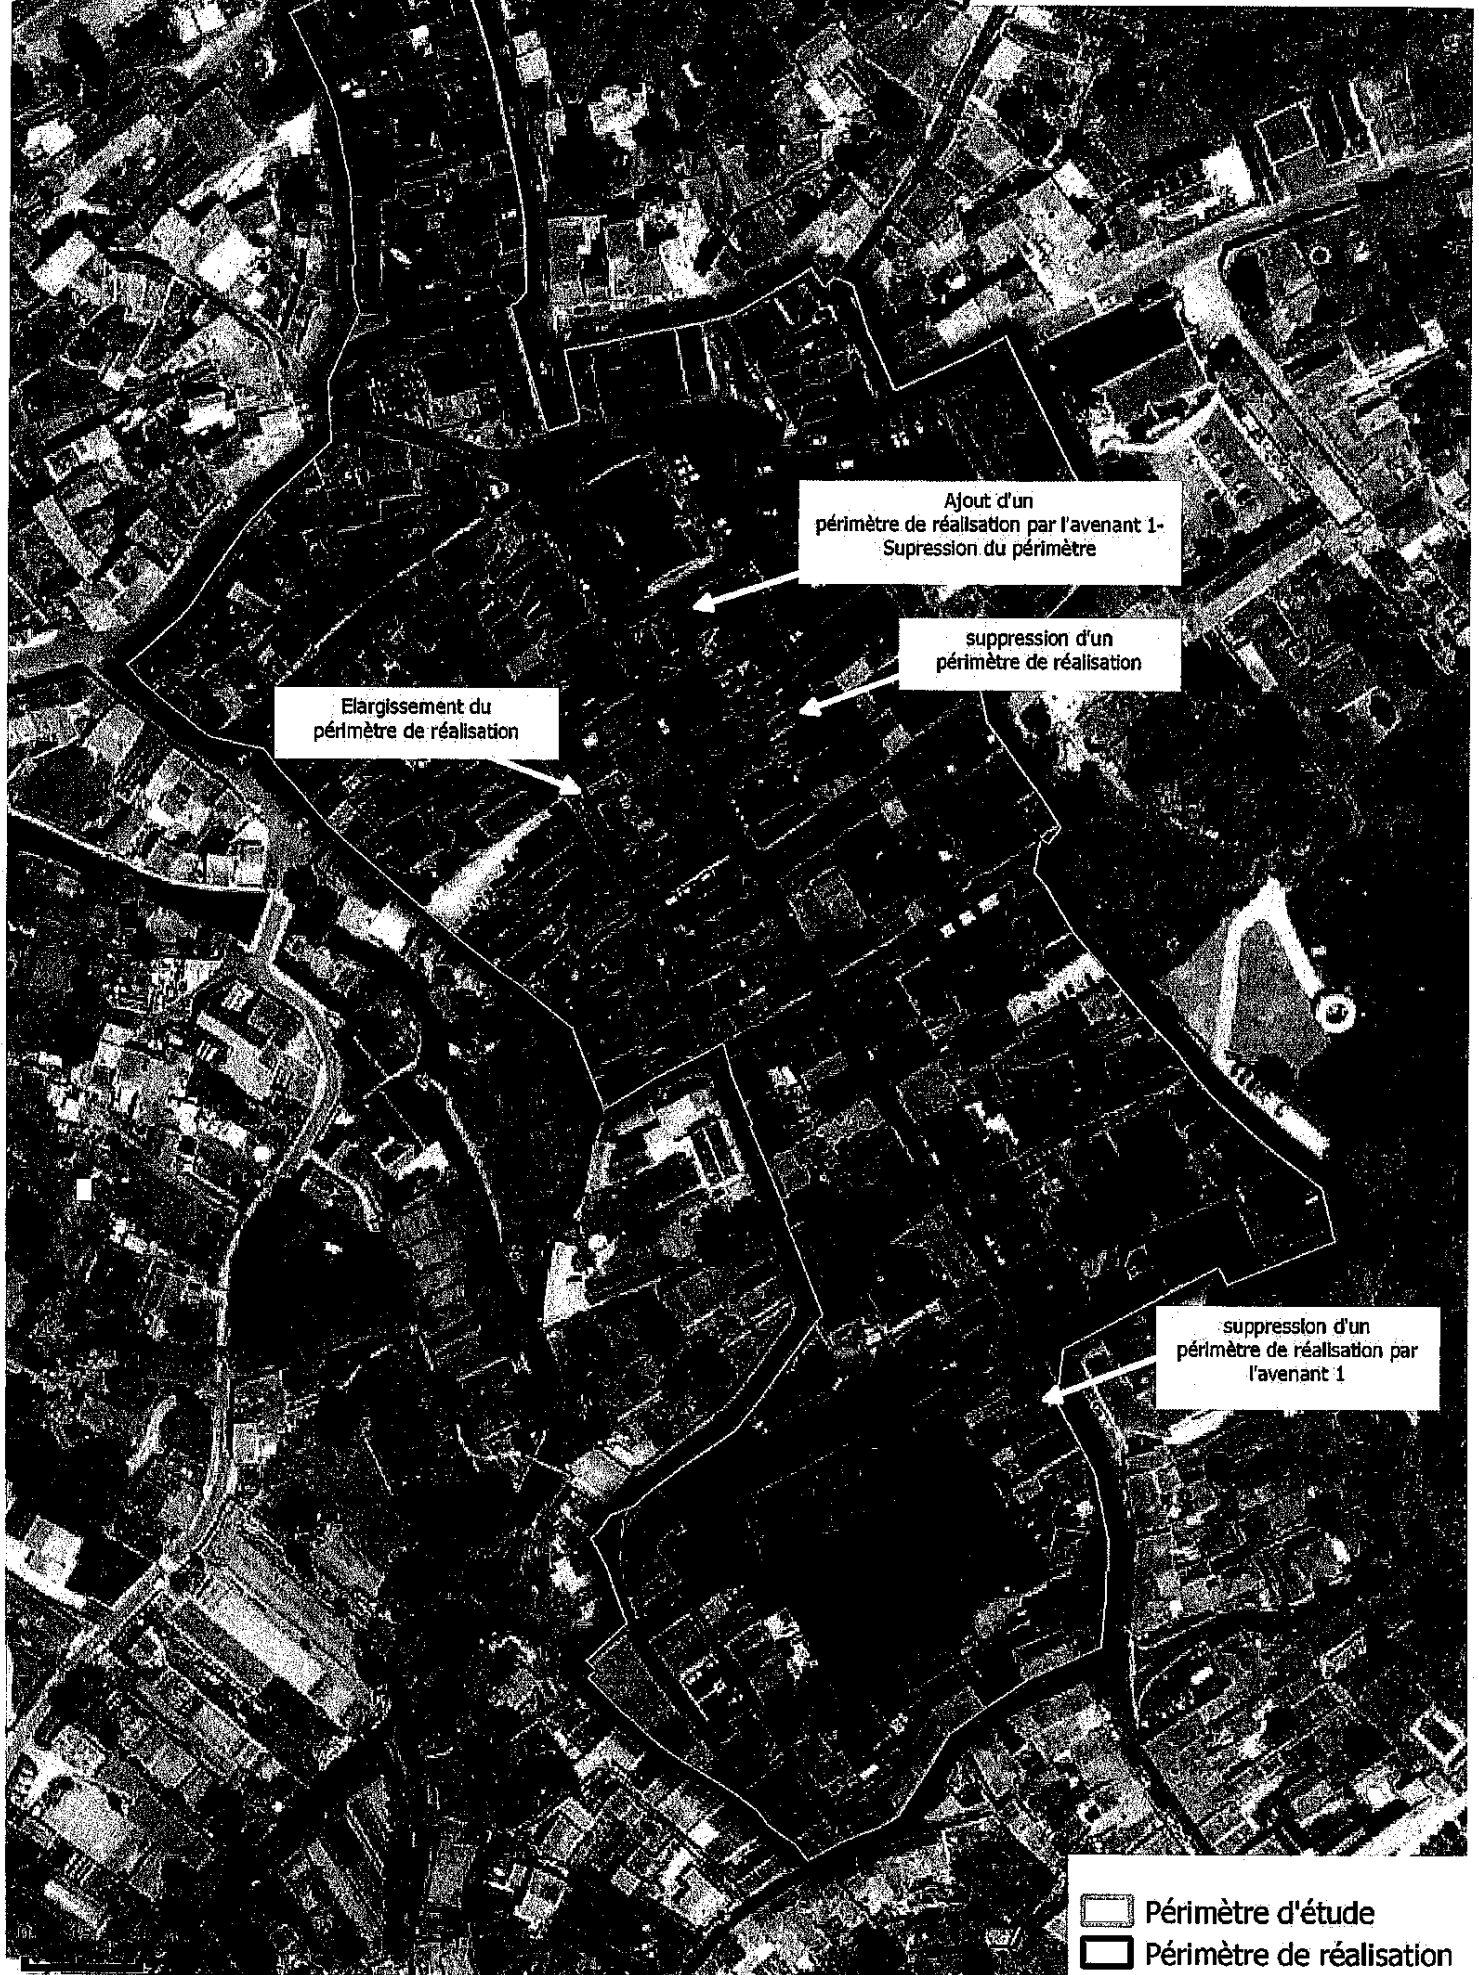 Ajout d'un
périmètre de réalisation par l'avenant 1-
Supression du périmètre
suppression d'un
périmètre de réalisation
Elargissement du
périmètre de réalisation
suppression d'un
périmètre de réalisation par
l'avenant 1
Périmètre d'étude
Périmètre de réalisation